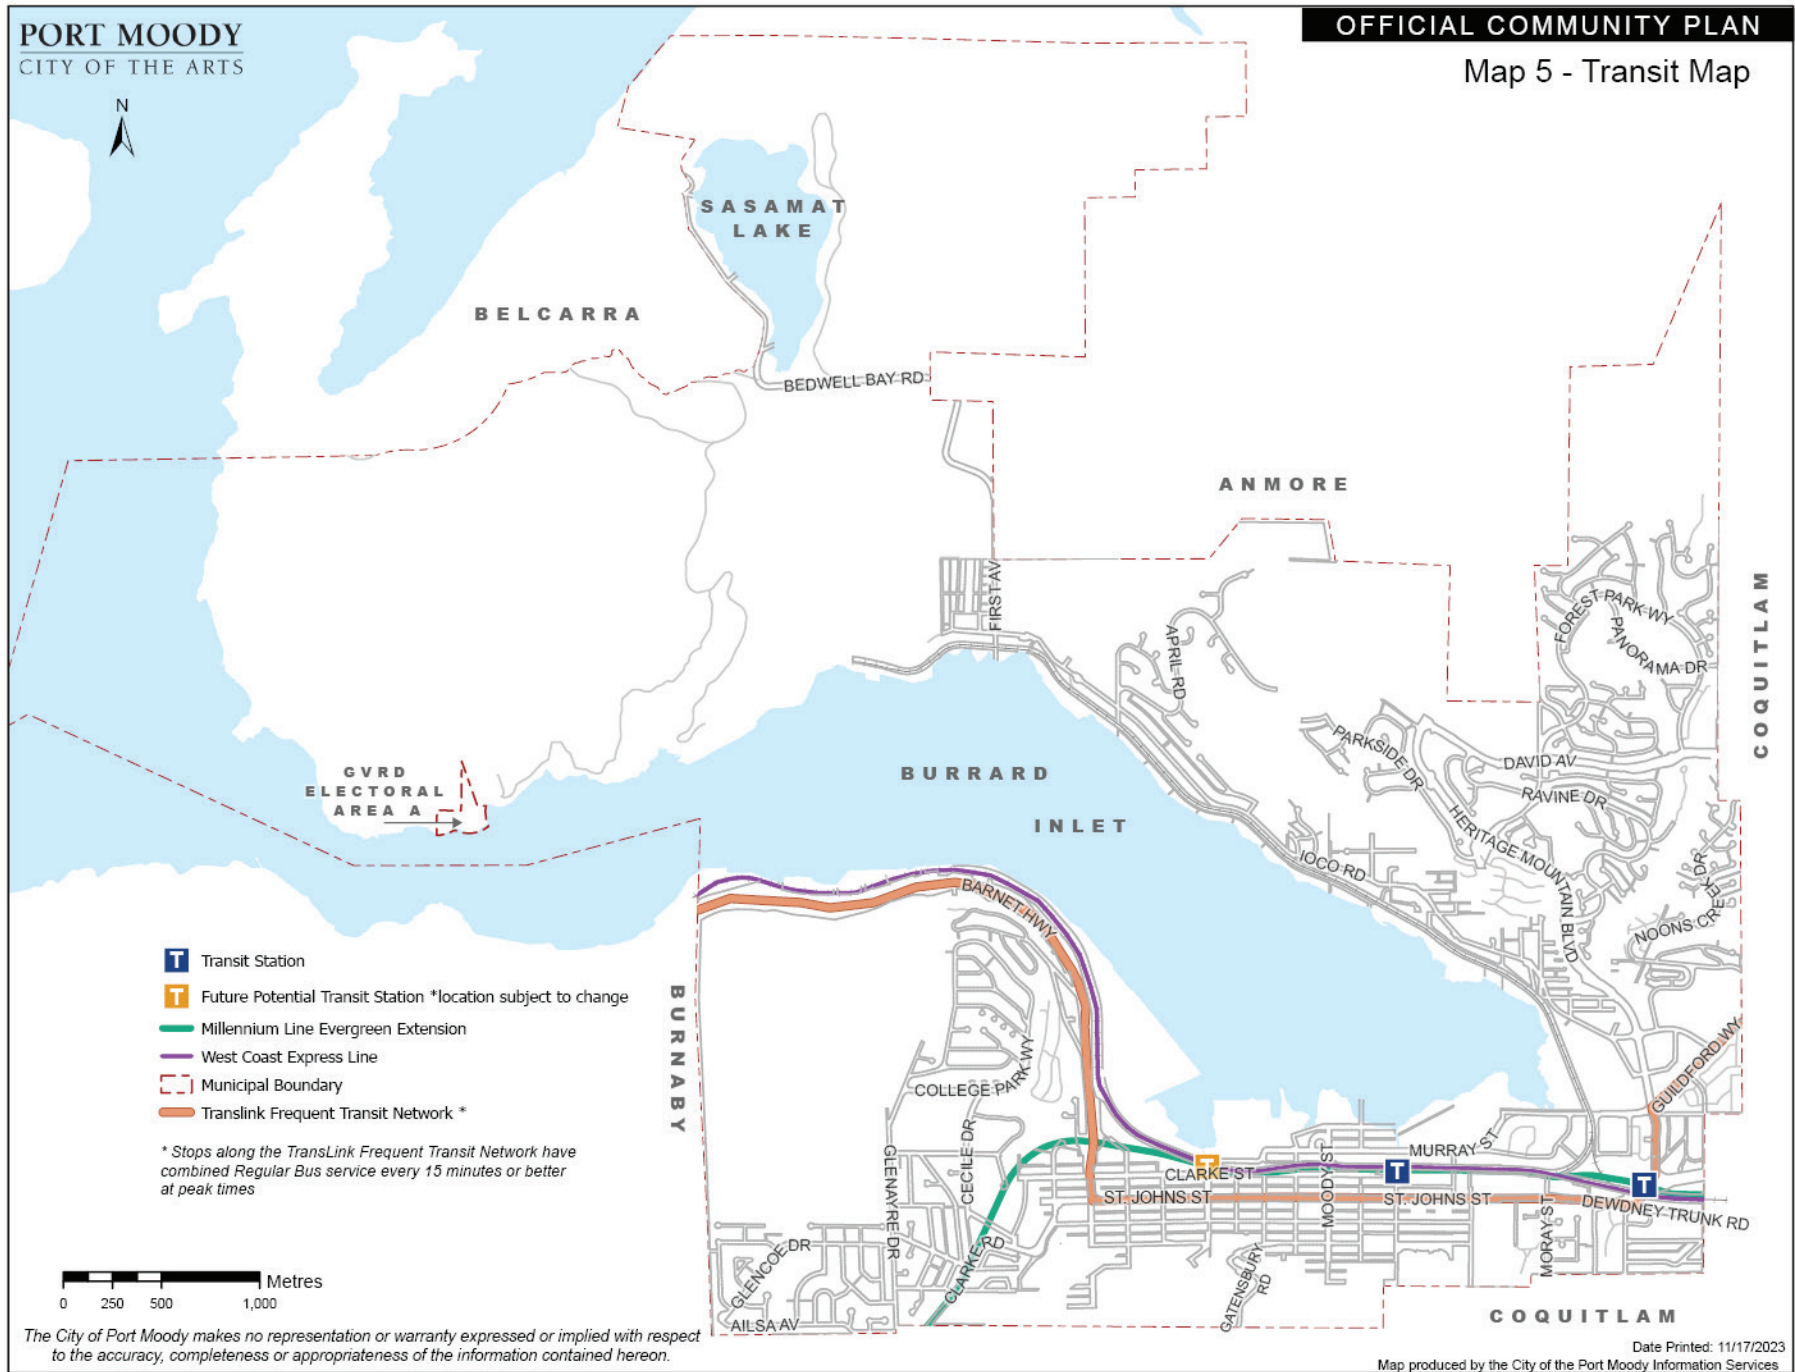 PORT MOODY
CITY OF THE ARTS
N
OFFICIAL COMMUNITY PLAN
Map 5 - Transit Map
SASAMAT
LAKE
BELCARRA
BEDWELL BAY RD
ANMORE
FIRST AV
APRIL RD
FOREST PARK WY
PANORAMA DR
COQUITLAM
PARKSIDE DR
DAVID AV
RAVINE DR
HERITAGE MOUNTAIN BLVD
NOONS CREEK DR
IOCO RD
GVRD
ELECTORAL
AREA A
BURRARD
INLET
BARNET HWY
BURNABY
T Transit Station
T Future Potential Transit Station *location subject to change
Millennium Line Evergreen Extension
West Coast Express Line
Municipal Boundary
Translink Frequent Transit Network *
* Stops along the TransLink Frequent Transit Network have
combined Regular Bus service every 15 minutes or better
at peak times
COLLEGE PARK WY
GUILDFORD WY
CECILE DR
GLENAYRE DR
T
CLARKE ST
MOODY ST
T
MURRAY ST
T
ST. JOHNS ST
ST. JOHNS ST
DEWDNEY TRUNK RD
MORAY ST
CLARKE RD
GLENCOE DR
AILSA AV
GATENSBURY
RD
COQUITLAM
Metres
0 250 500 1,000
The City of Port Moody makes no representation or warranty expressed or implied with respect
to the accuracy, completeness or appropriateness of the information contained hereon.
Date Printed: 11/17/2023
Map produced by the City of the Port Moody Information Services